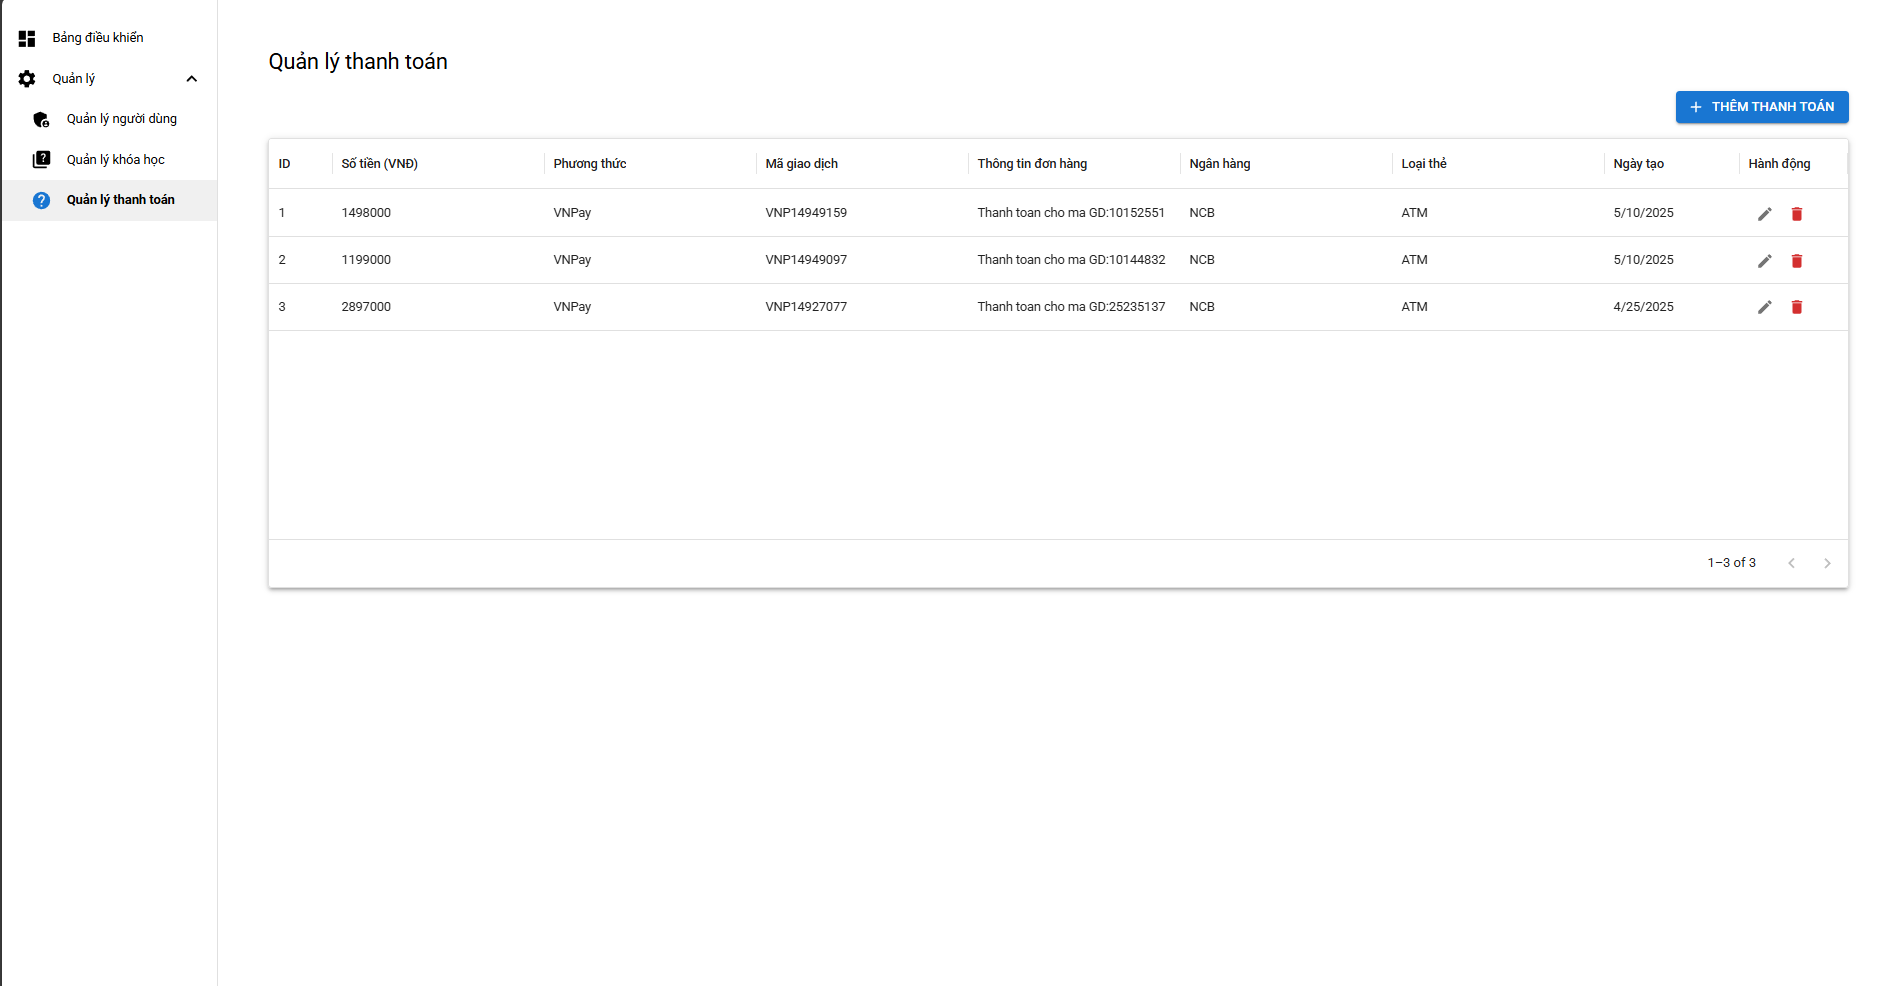 Bảng điều khiển
Quản lý
Quản lý người dùng
Quản lý khóa học
Quản lý thanh toán
Quản lý thanh toán
THÊM THANH TOÁN
ID Số tiền (VNĐ) Phương thức Mã giao dịch Thông tin đơn hàng Ngân hàng Loại thẻ Ngày tạo Hành động
1 1498000 VNPay VNP14949159 Thanh toan cho ma GD:10152551 NCB ATM 5/10/2025
2 1199000 VNPay VNP14949097 Thanh toan cho ma GD:10144832 NCB ATM 5/10/2025
3 2897000 VNPay VNP14927077 Thanh toan cho ma GD:25235137 NCB ATM 4/25/2025
1–3 of 3